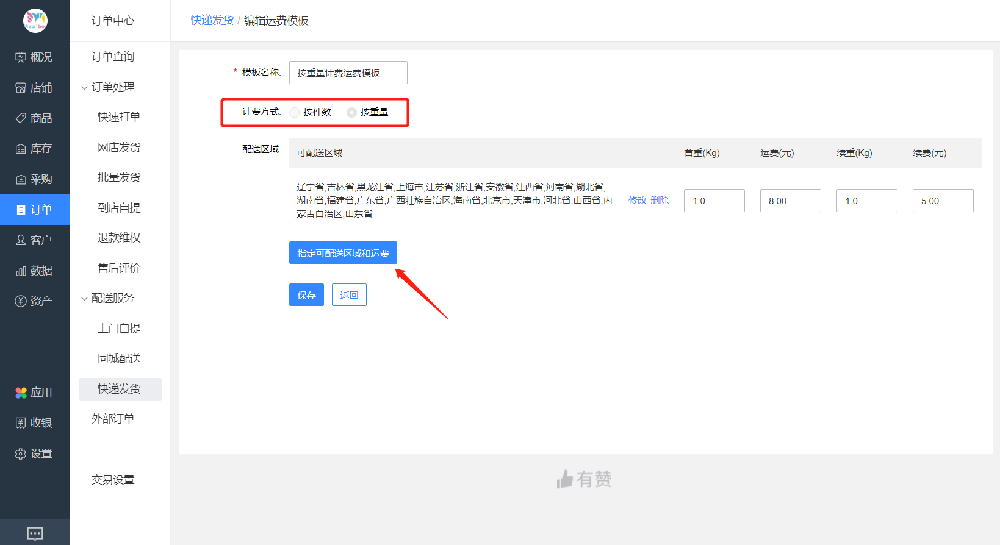 概况
店铺
商品
库存
采购
订单
客户
数据
资产
应用
收银
设置
订单中心
订单查询
订单处理
快速打单
网店发货
批量发货
到店自提
退款维权
售后评价
配送服务
上门自提
同城配送
快递发货
外部订单
交易设置
快递发货 / 编辑运费模板
* 模板名称: 按重量计费运费模板
计费方式: 按件数 按重量
配送区域: 可配送区域 首重(Kg) 运费(元) 续重(Kg) 续费(元)
辽宁省,吉林省,黑龙江省,上海市,江苏省,浙江省,安徽省,江西省,河南省,湖北省,
湖南省,福建省,广东省,广西壮族自治区,海南省,北京市,天津市,河北省,山西省,内
蒙古自治区,山东省
修改 删除 1.0 8.00 1.0 5.00
指定可配送区域和运费
保存 返回
有赞